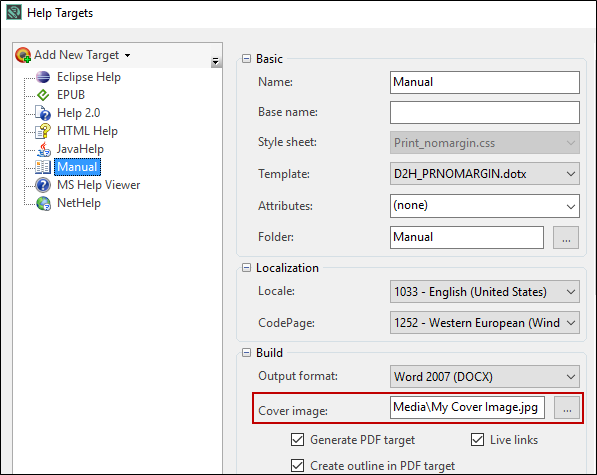 Help Targets
Add New Target
Eclipse Help
EPUB
Help 2.0
HTML Help
JavaHelp
Manual
MS Help Viewer
NetHelp
Basic
Name: Manual
Base name:
Style sheet: Print_nomargin.css
Template: D2H_PRNOMARGIN.dotx
Attributes: (none)
Folder: Manual ...
Localization
Locale: 1033 - English (United States)
CodePage: 1252 - Western European (Wind
Build
Output format: Word 2007 (DOCX)
Cover image: Media\My Cover Image.jpg ...
Generate PDF target Live links
Create outline in PDF target